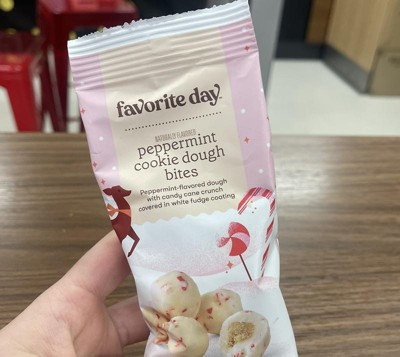 favorite day.
NATURALLY FLAVORED
peppermint
cookie dough
bites
Peppermint-flavored dough
with candy cane crunch
covered in white fudge coating